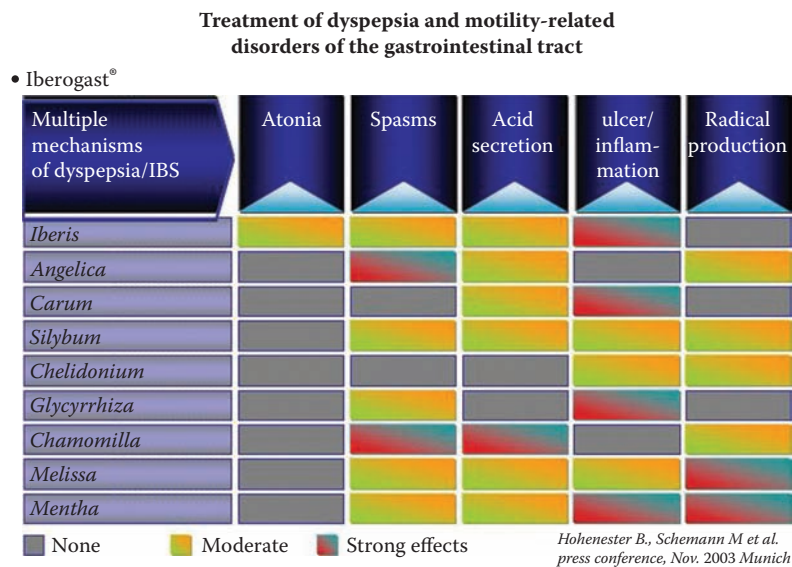 Treatment of dyspepsia and motility-related
disorders of the gastrointestinal tract
• Iberogast®
Multiple
mechanisms
of dyspepsia/IBS
Atonia
Spasms
Acid
secretion
ulcer/
inflam-
mation
Radical
production
Iberis
Angelica
Carum
Silybum
Chelidonium
Glycyrrhiza
Chamomilla
Melissa
Mentha
None
Moderate
Strong effects
Hohenester B., Schemann M et al.
press conference, Nov. 2003 Munich